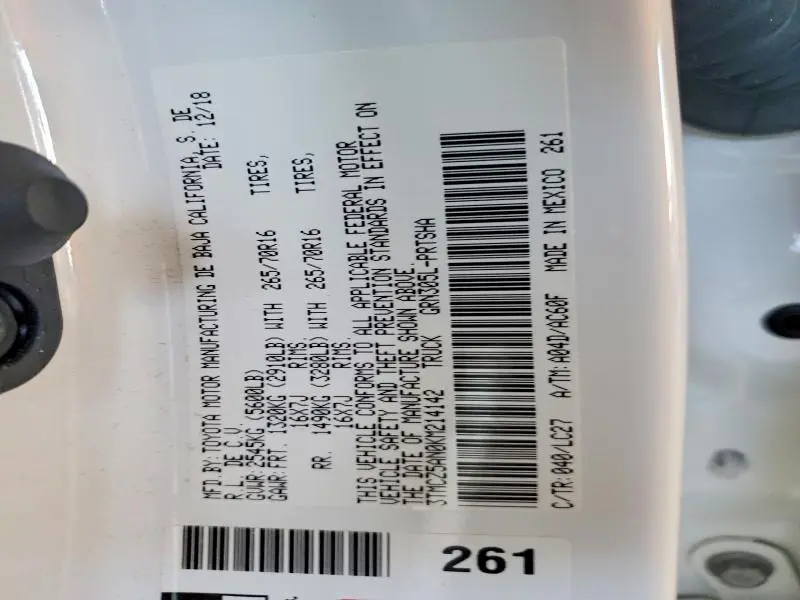 MFD.BY:TOYOTA MOTOR MANUFACTURING DE BAJA CALIFORNIA, S. DE
R.L. DE C.V. DATE: 12/18
GVWR:2545KG (5600LB)
GAWR:FRT. 1320KG (2910LB) WITH 265/70R16 TIRES,
16X7J RIMS.
RR. 1490KG (3280LB) WITH 265/70R16 TIRES,
16X7J RIMS.
THIS VEHICLE CONFORMS TO ALL APPLICABLE FEDERAL MOTOR
VEHICLE SAFETY AND THEFT PREVENTION STANDARDS IN EFFECT ON
THE DATE OF MANUFACTURE SHOWN ABOVE.
3TMCZ5AN0KM214142 TRUCK GRN305L-PRTSHA
C/TR:040/LC27 A/TM:A04D/AC60F MADE IN MEXICO 261
261